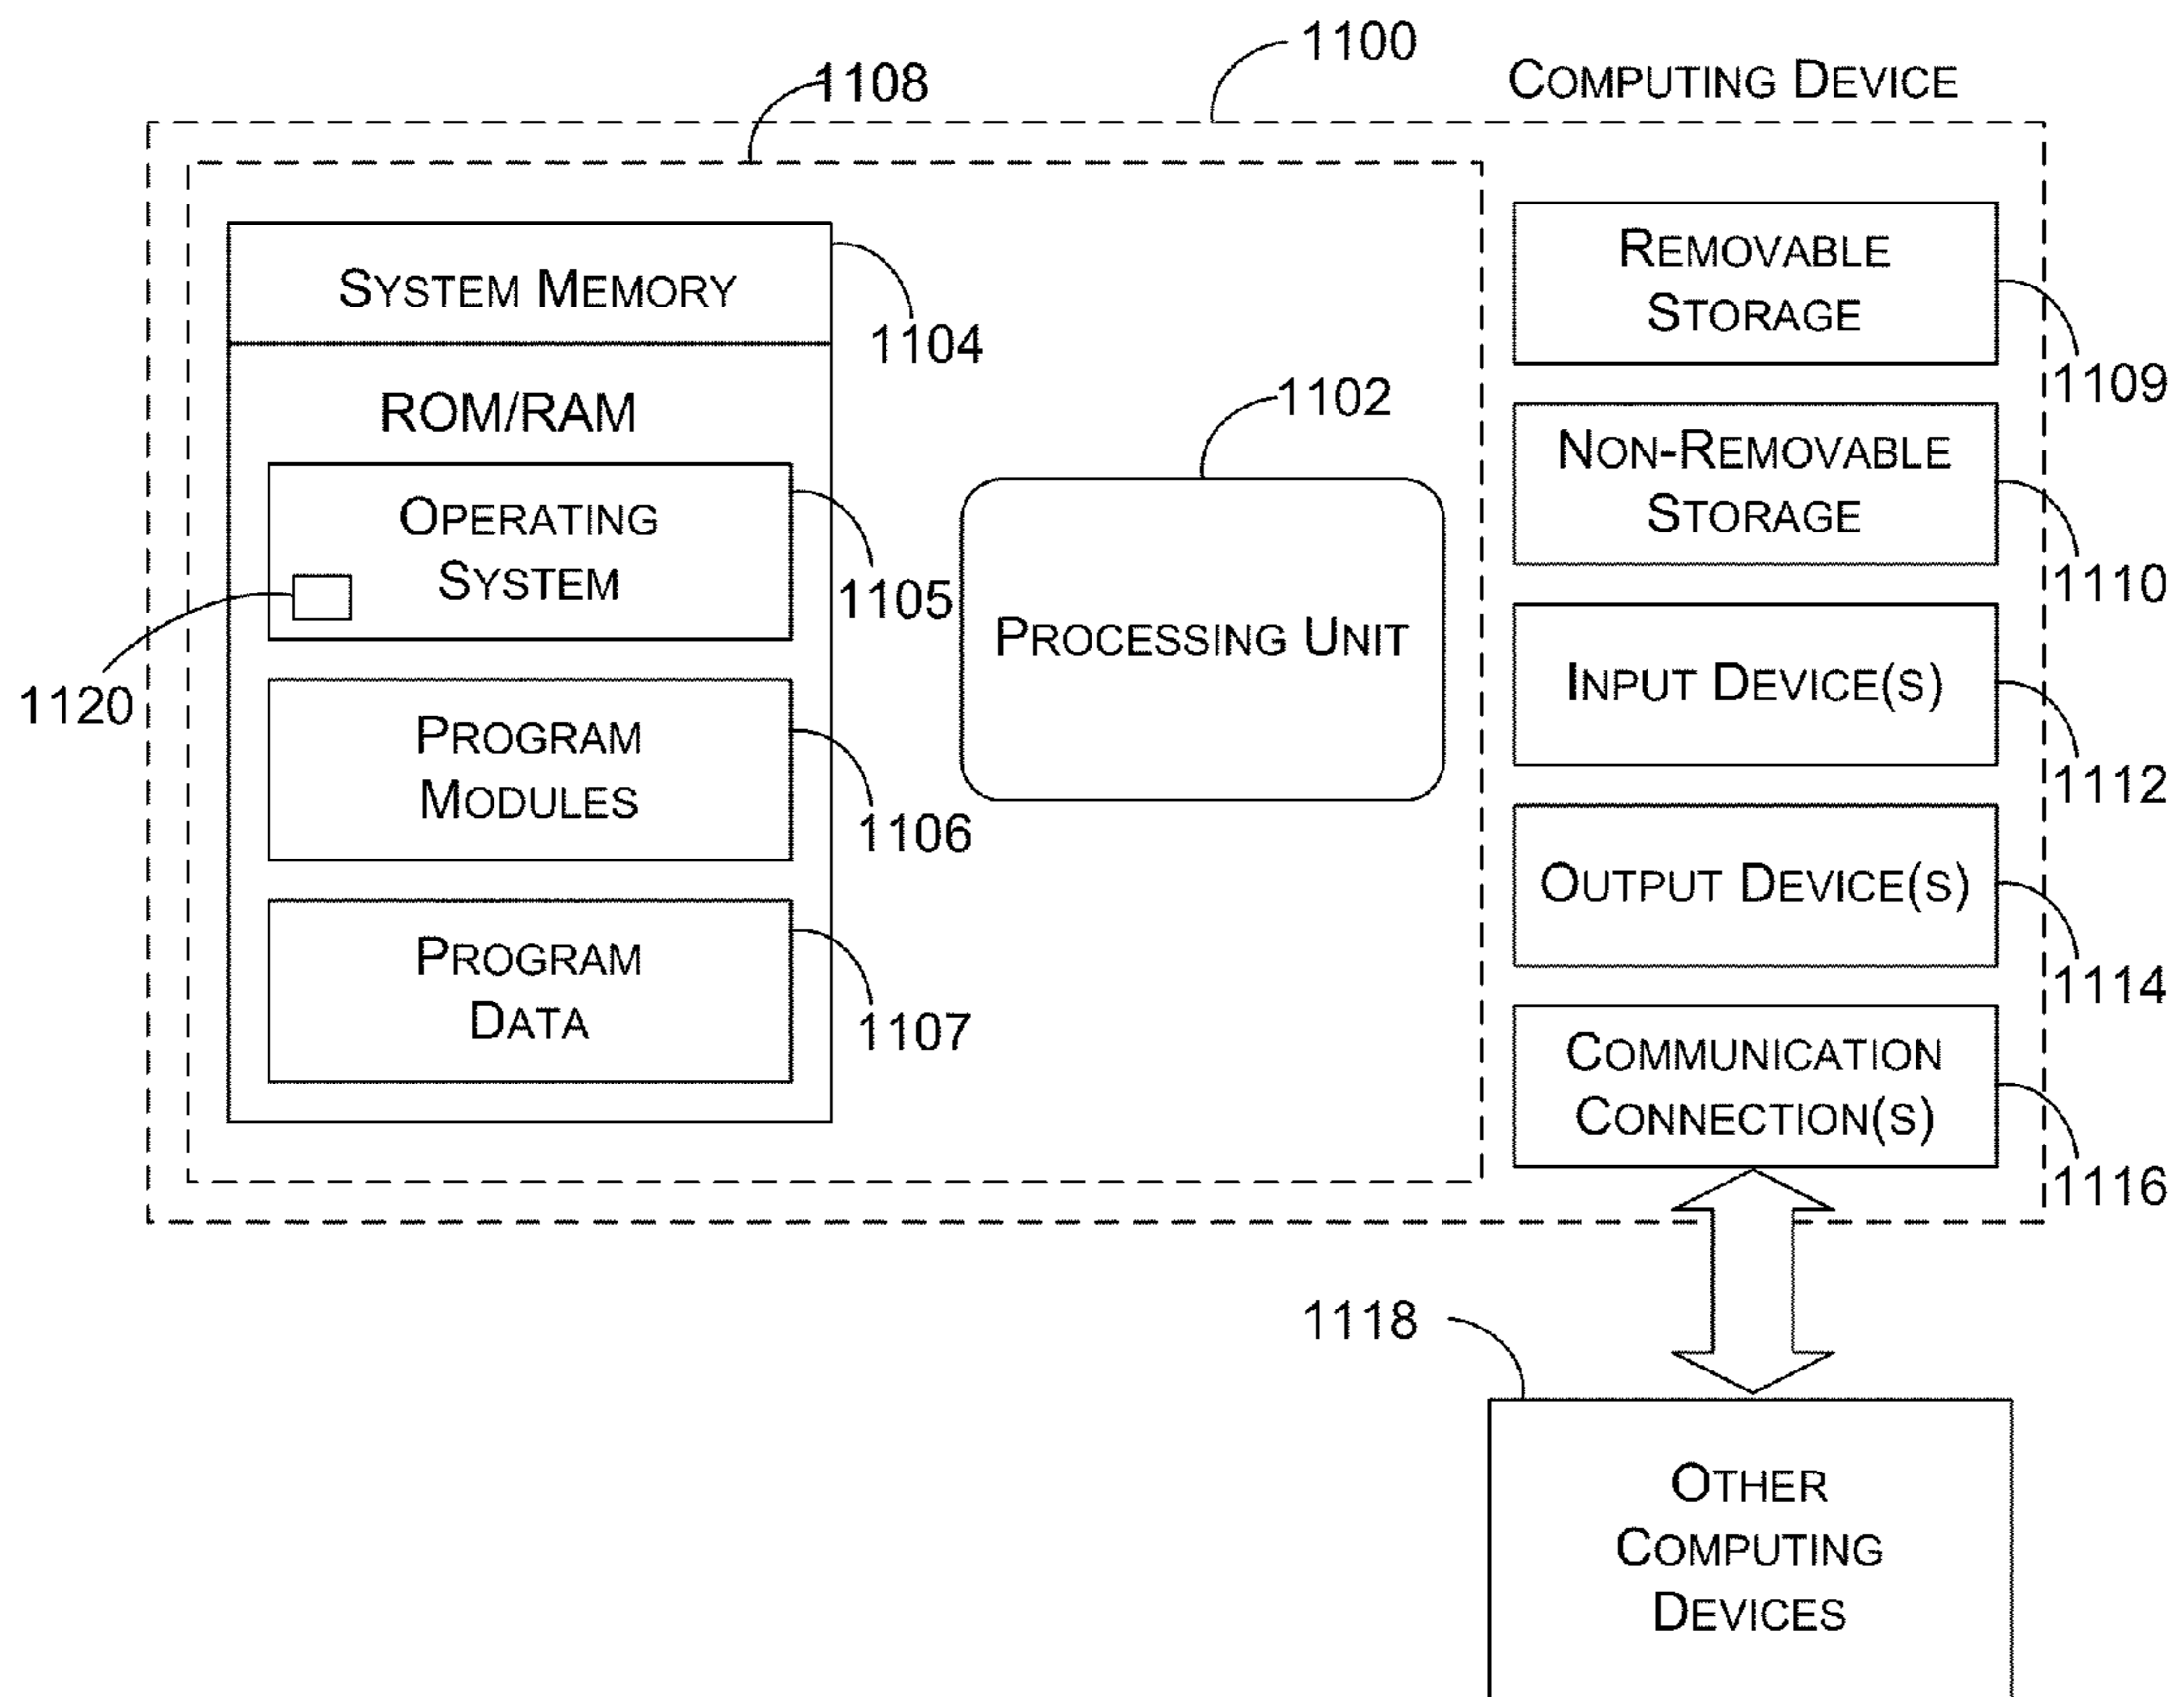 1100
COMPUTING DEVICE
1108
SYSTEM MEMORY
1104
ROM/RAM
OPERATING
SYSTEM
1105
1120
PROGRAM
MODULES
1106
PROGRAM
DATA
1107
1102
PROCESSING UNIT
REMOVABLE
STORAGE
1109
NON-REMOVABLE
STORAGE
1110
INPUT DEVICE(S)
1112
OUTPUT DEVICE(S)
1114
COMMUNICATION
CONNECTION(S)
1116
1118
OTHER
COMPUTING
DEVICES